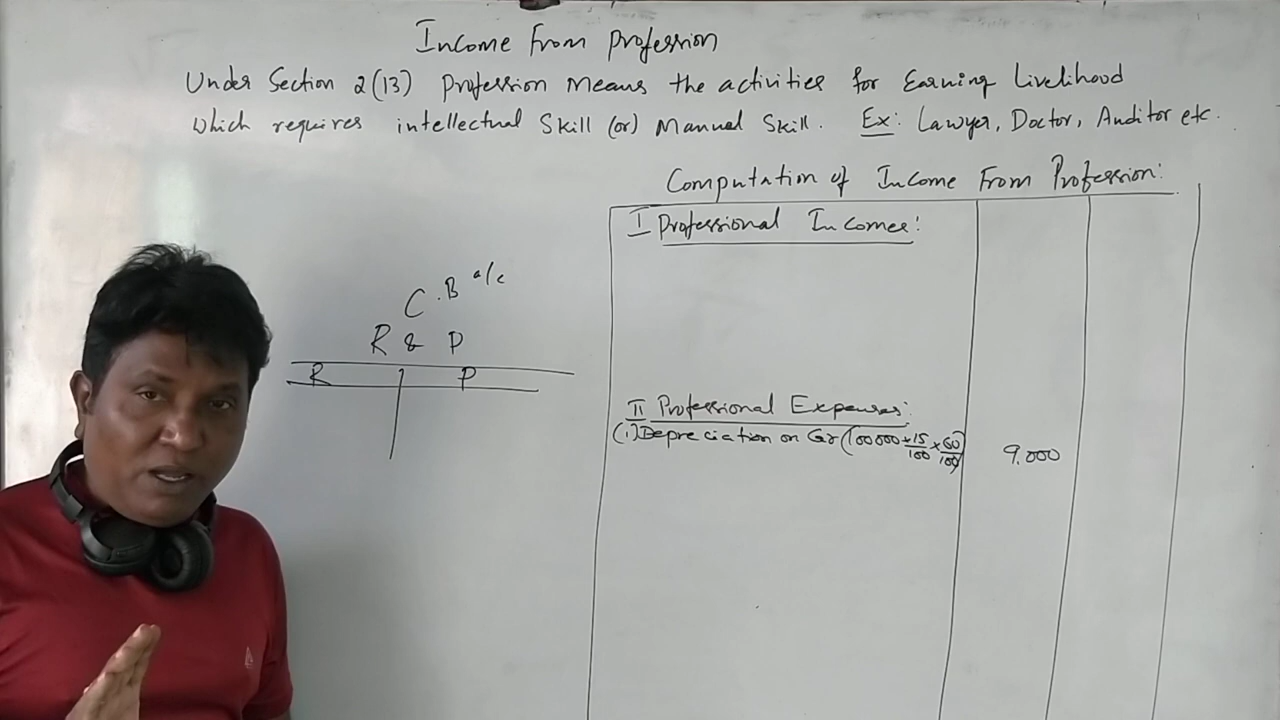 Income From Profession
Under Section 2(13) Profession Means the activities for Earning Livelihood
Which requires intellectual Skill (or) Manual Skill. Ex: Lawyer, Doctor, Auditor etc.
Computation of Income From Profession:
I Professional Incomes:
C.B a/c
R & P
R P
II Professional Expenses:
(i) Depreciation on Car (100000 × 15/100 × 60/100) 9.000